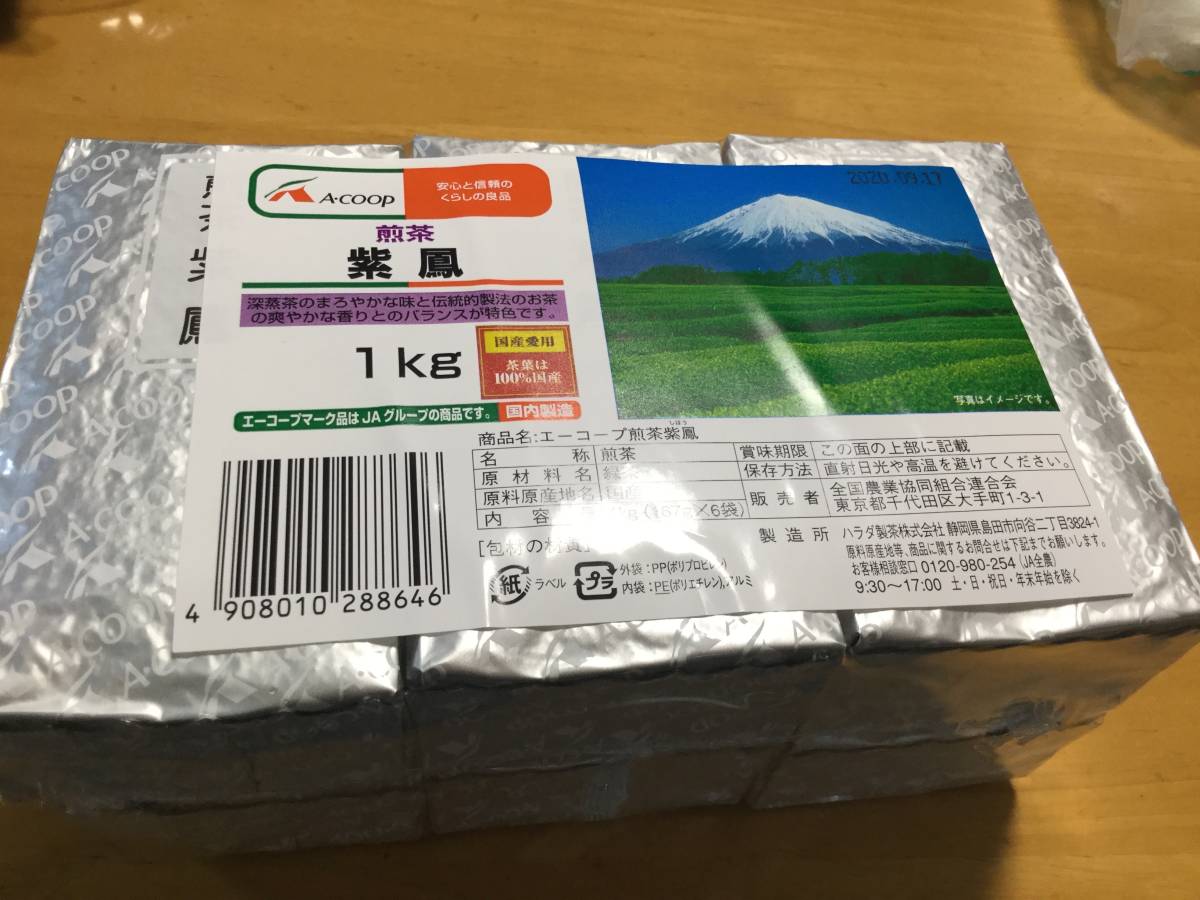 A·COOP
安心と信頼の
くらしの良品
煎茶
紫鳳
深蒸茶のまろやかな味と伝統的製法のお茶
の爽やかな香りとのバランスが特色です。
1kg
国産愛用
茶葉は
100%国産
エーコープマーク品はJAグループの商品です。
国内製造
2020.09.17
写真はイメージです。
しほう
商品名:エーコープ煎茶紫鳳
名称 煎茶
原材料名 緑茶
原料原産地名 国産
内容 (167g×6袋)
賞味期限 この面の上部に記載
保存方法 直射日光や高温を避けてください。
販売者 全国農業協同組合連合会
東京都千代田区大手町1-3-1
製造所 ハラダ製茶株式会社 静岡県島田市向谷二丁目3824-1
原料原産地等、商品に関するお問合せは下記までお願いします。
お客様相談窓口 0120-980-254(JA全農)
9:30〜17:00 土・日・祝日・年末年始を除く
[包材の材質]
紙 ラベル
プラ 外袋:PP(ポリプロピレン)
内袋:PE(ポリエチレン),アルミ
4 908010 288646
A·COOP
A·COOP
A·COOP